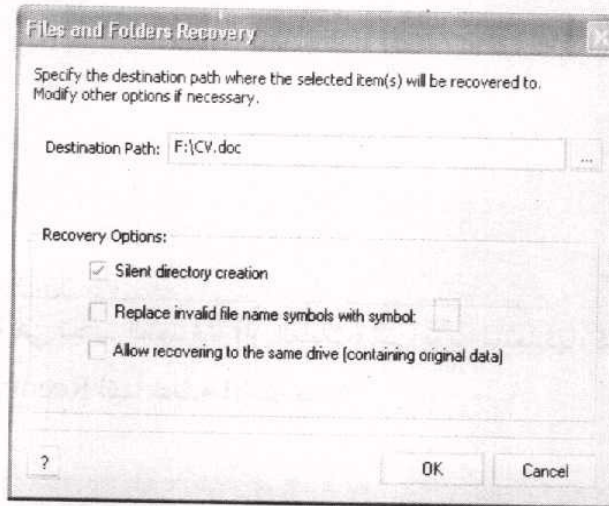 Files and Folders Recovery
Specify the destination path where the selected item(s) will be recovered to.
Modify other options if necessary.
Destination Path: F:\CV.doc ...
Recovery Options:
Silent directory creation
Replace invalid file name symbols with symbol:
Allow recovering to the same drive (containing original data)
? OK Cancel